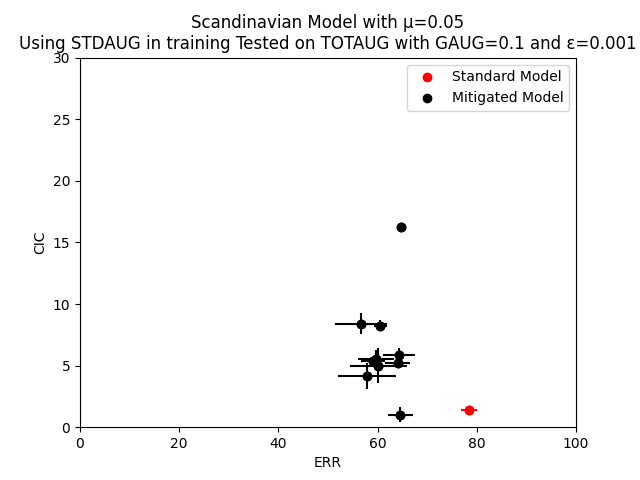 Scandinavian Model with μ=0.05
Using STDAUG in training Tested on TOTAUG with GAUG=0.1 and ε=0.001
Standard Model
Mitigated Model
30
25
20
15
10
5
0
CIC
0 20 40 60 80 100
ERR